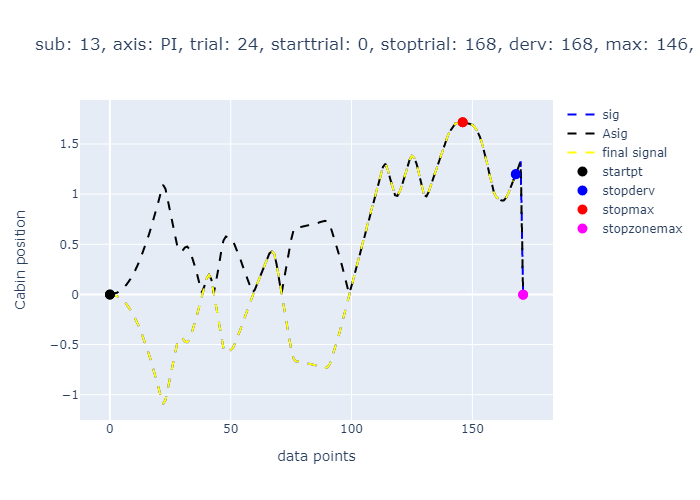 sub: 13, axis: PI, trial: 24, starttrial: 0, stoptrial: 168, derv: 168, max: 146,
sig
Asig
final signal
startpt
stopderv
stopmax
stopzonemax
Cabin position
1.5
1
0.5
0
−0.5
−1
0
50
100
150
data points